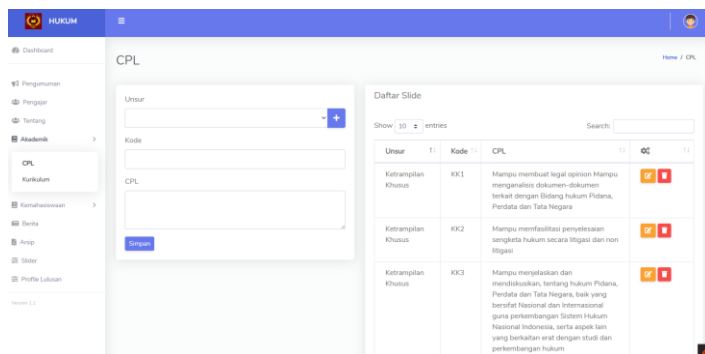 HUKUM
Dashboard
Pengumuman
Pengajar
Tentang
Akademik
CPL
Kurikulum
Kemahasiswaan
Berita
Arsip
Slider
Profile Lulusan
Version 1.1
CPL
Home / CPL
Unsur
+
Kode
CPL
Simpan
Daftar Slide
Show 10 entries
Search:
Unsur Kode CPL
Ketrampilan KK1 Mampu membuat legal opinion Mampu
Khusus menganalisis dokumen-dokumen
terkait dengan Bidang hukum Pidana,
Perdata dan Tata Negara
Ketrampilan KK2 Mampu memfasilitasi penyelesaian
Khusus sengketa hukum secara litigasi dan non
litigasi
Ketrampilan KK3 Mampu menjelaskan dan
Khusus mendiskusikan, tentang hukum Pidana,
Perdata dan Tata Negara, baik yang
bersifat Nasional dan Internasional
guna perkembangan Sistem Hukum
Nasional Indonesia, serta aspek lain
yang berkaitan erat dengan studi dan
perkembangan hukum